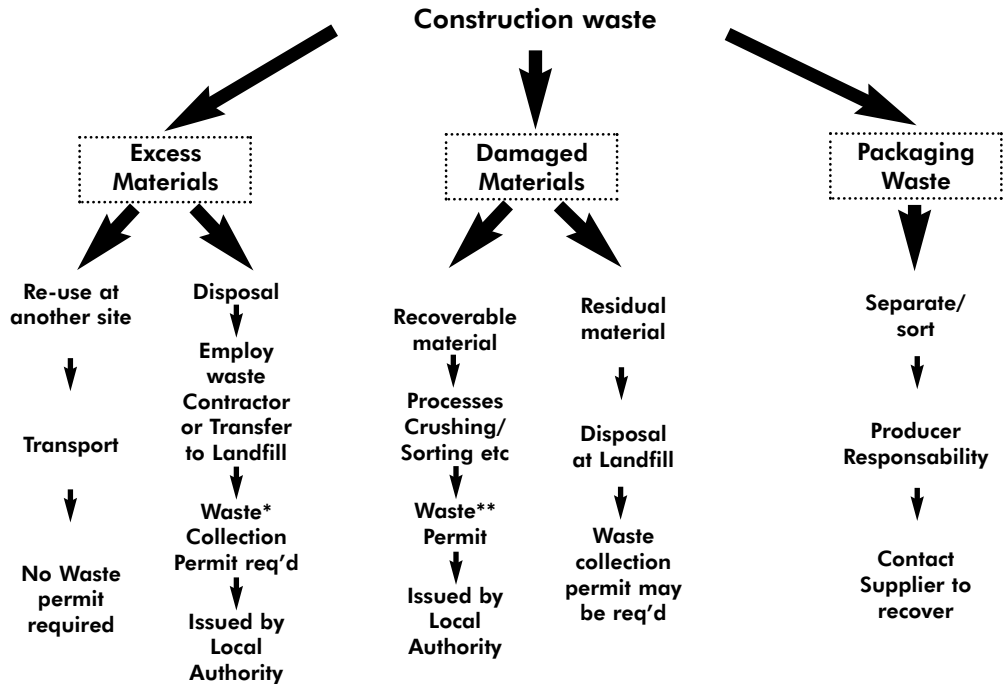 Construction waste
Excess
Materials
Damaged
Materials
Packaging
Waste
Re-use at
another site
Transport
No Waste
permit
required
Disposal
Employ
waste
Contractor
or Transfer
to Landfill
Waste*
Collection
Permit req'd
Issued by
Local
Authority
Recoverable
material
Processes
Crushing/
Sorting etc
Waste**
Permit
Issued by
Local
Authority
Residual
material
Disposal
at Landfill
Waste
collection
permit may
be req'd
Separate/
sort
Producer
Responsability
Contact
Supplier to
recover